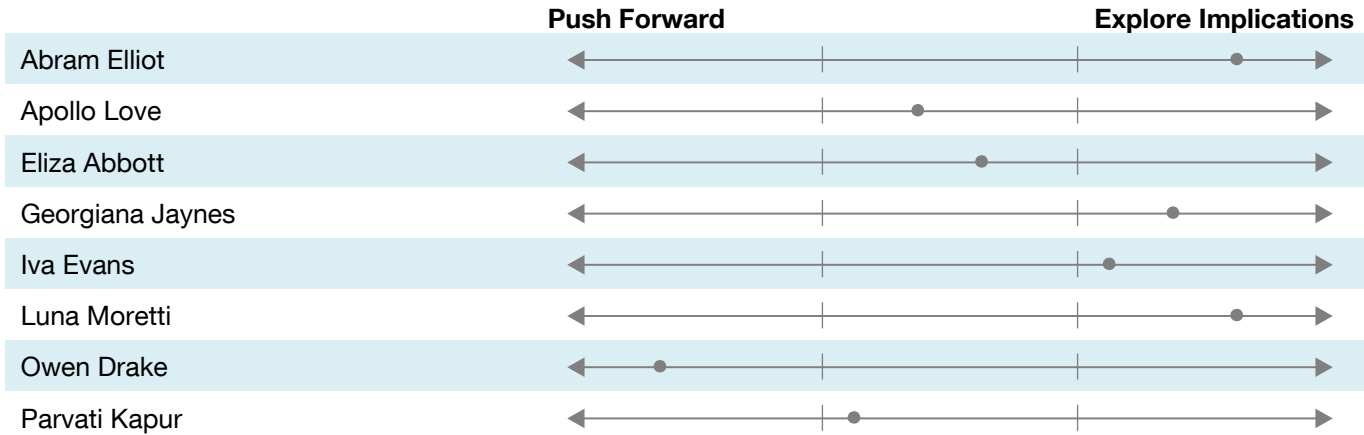 Push Forward Explore Implications
Abram Elliot
Apollo Love
Eliza Abbott
Georgiana Jaynes
Iva Evans
Luna Moretti
Owen Drake
Parvati Kapur